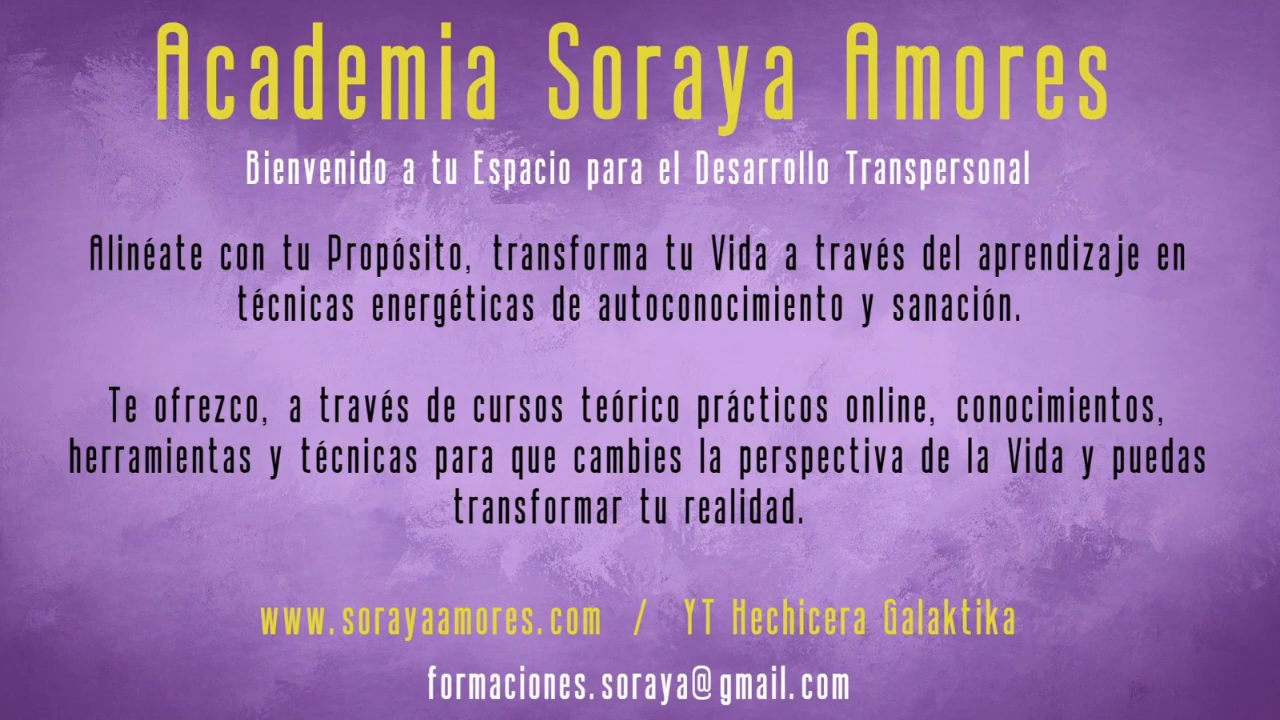 Academia Soraya Amores
Bienvenido a tu Espacio para el Desarrollo Transpersonal
Alinéate con tu Propósito, transforma tu Vida a través del aprendizaje en
técnicas energéticas de autoconocimiento y sanación.
Te ofrezco, a través de cursos teórico prácticos online, conocimientos,
herramientas y técnicas para que cambies la perspectiva de la Vida y puedas
transformar tu realidad.
www.sorayaamores.com / YT Hechicera Galaktika
formaciones.soraya@gmail.com